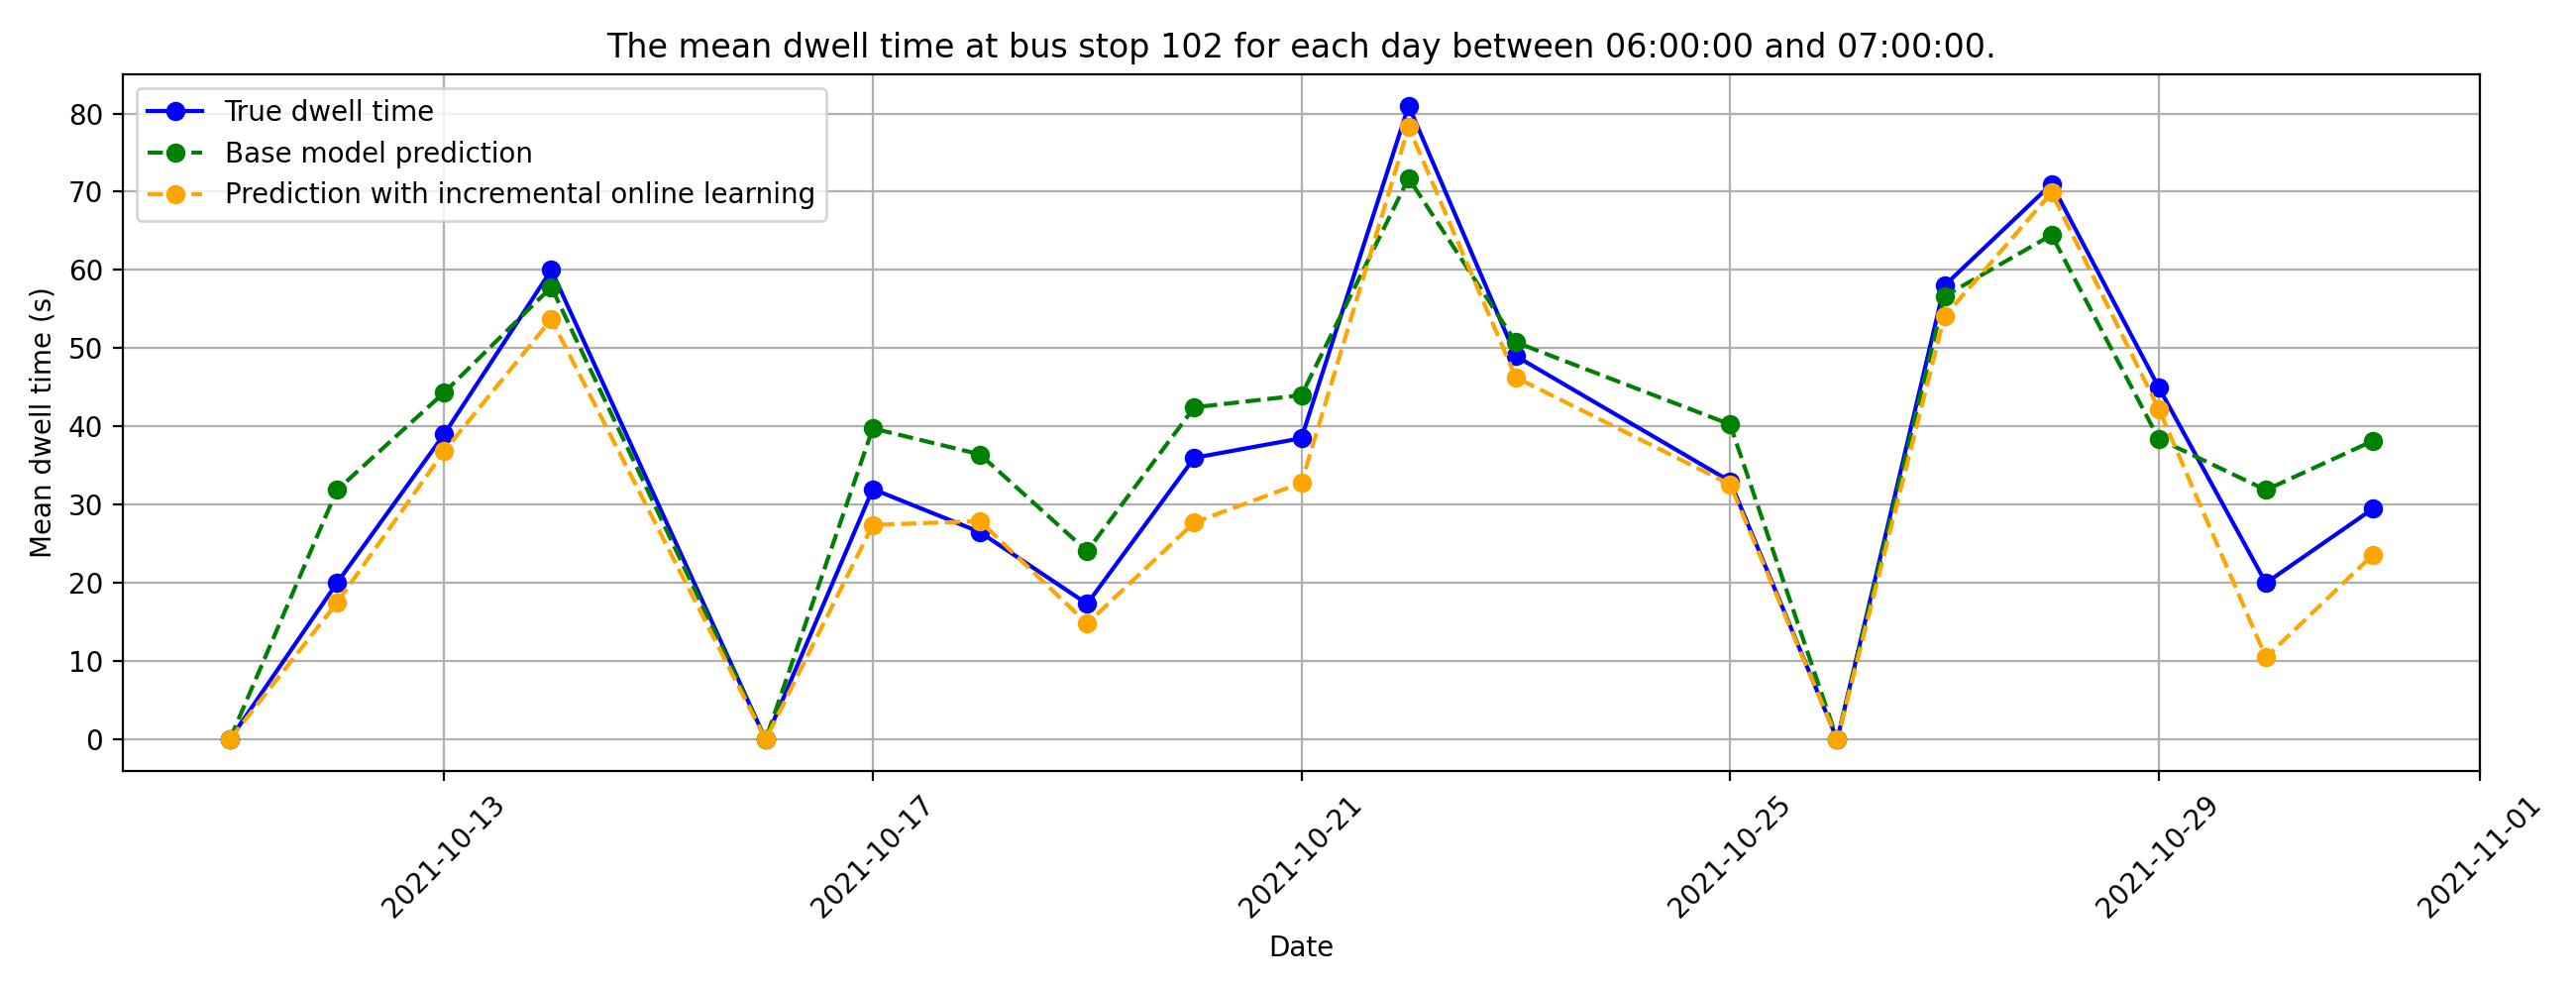 The mean dwell time at bus stop 102 for each day between 06:00:00 and 07:00:00.
True dwell time
Base model prediction
Prediction with incremental online learning
Mean dwell time (s)
80
70
60
50
40
30
20
10
0
2021-10-13
2021-10-17
2021-10-21
2021-10-25
2021-10-29
2021-11-01
Date